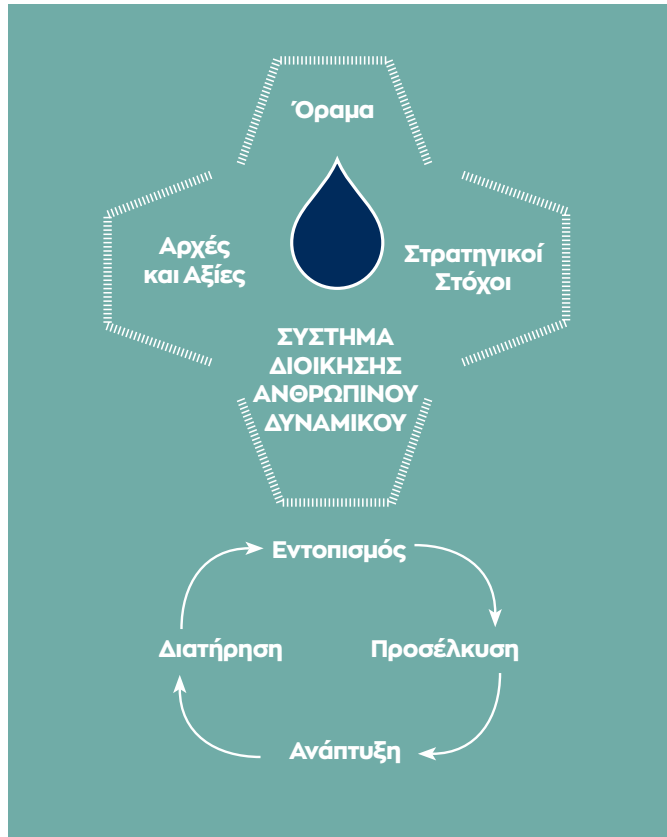 Όραμα
Αρχές
και Αξίες
Στρατηγικοί
Στόχοι
ΣΥΣΤΗΜΑ
ΔΙΟΙΚΗΣΗΣ
ΑΝΘΡΩΠΙΝΟΥ
ΔΥΝΑΜΙΚΟΥ
Εντοπισμός
Διατήρηση
Προσέλκυση
Ανάπτυξη